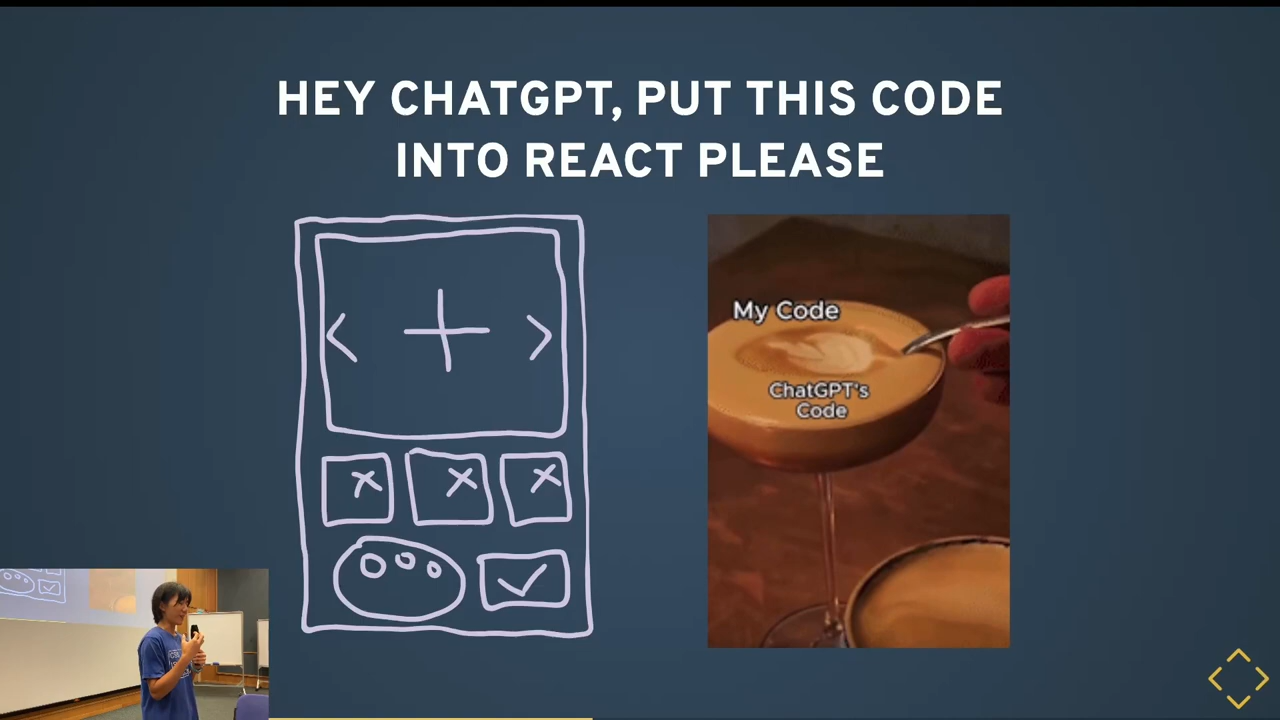 HEY CHATGPT, PUT THIS CODE
INTO REACT PLEASE
My Code
ChatGPT's
Code